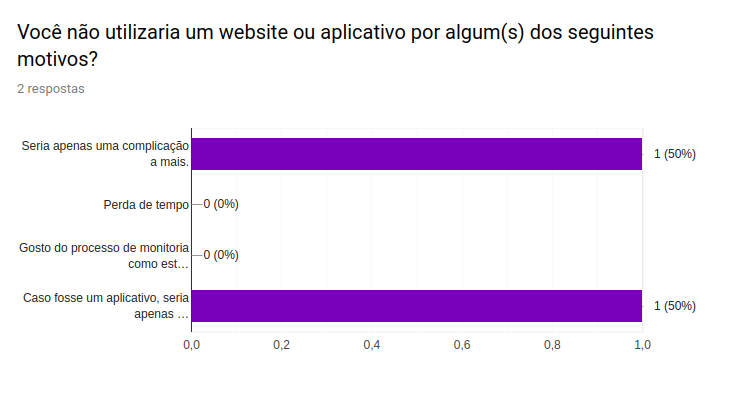 Você não utilizaria um website ou aplicativo por algum(s) dos seguintes
motivos?
2 respostas
Seria apenas uma complicação
a mais.
1 (50%)
Perda de tempo
0 (0%)
Gosto do processo de monitoria
como est…
0 (0%)
Caso fosse um aplicativo, seria
apenas …
1 (50%)
0,0 0,2 0,4 0,6 0,8 1,0